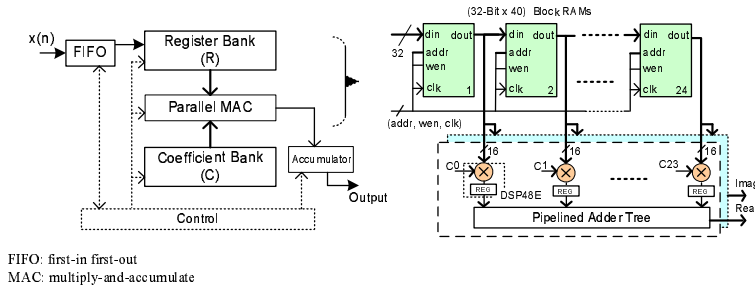 (32-Bit x 40) Block RAMs
x(n)
FIFO
Register Bank
(R)
Parallel MAC
Coefficient Bank
(C)
Accumulator
Output
Control
32
din dout
addr
wen
clk 1
din dout
addr
wen
clk 2
din dout
addr
wen
clk 24
(addr, wen, clk)
16
16
16
C0
C1
C23
REG
REG
REG
DSP48E
Pipelined Adder Tree
Imag
Rea
FIFO: first-in first-out
MAC: multiply-and-accumulate